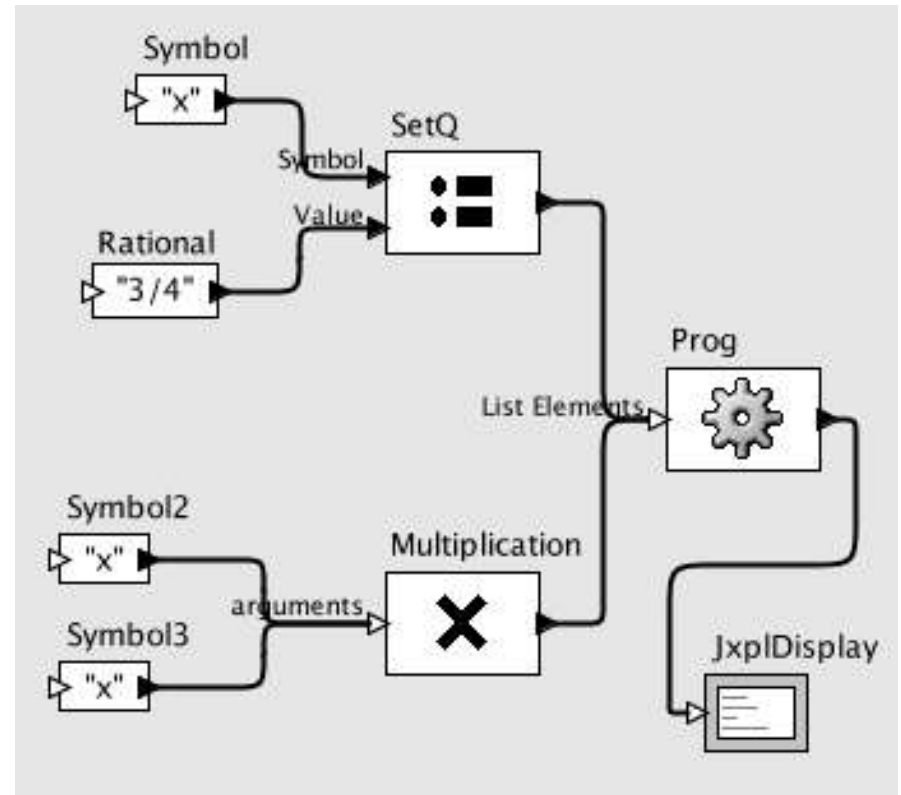 Symbol
"x"
SetQ
Symbol
Value
Rational
"3/4"
Prog
List Elements
Symbol2
"x"
Multiplication
arguments
Symbol3
"x"
JxplDisplay